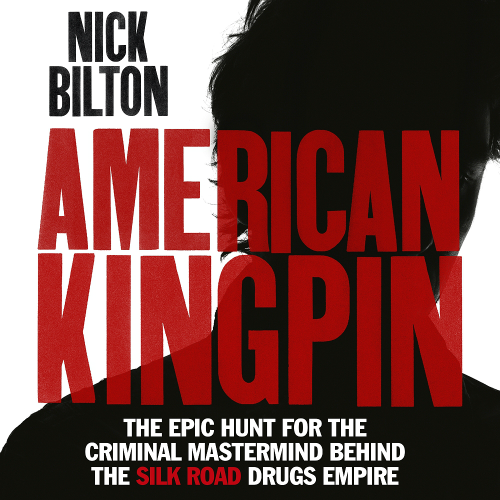 NICK
BILTON
AMERICAN
KINGPIN
THE EPIC HUNT FOR THE
CRIMINAL MASTERMIND BEHIND
THE SILK ROAD DRUGS EMPIRE